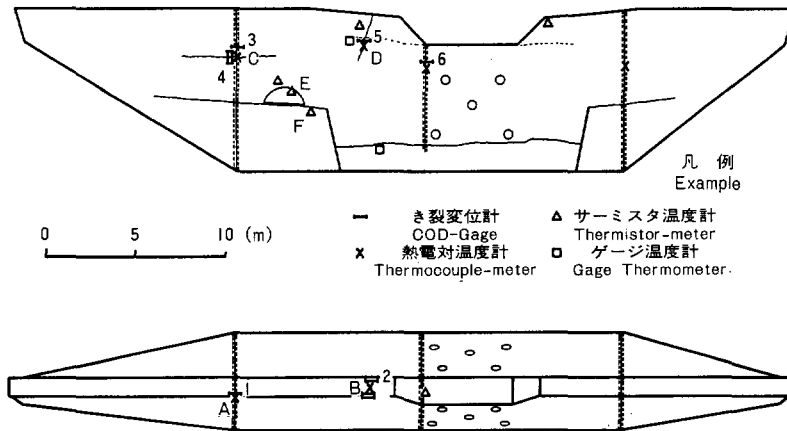 3
5
C
D
6
4
E
F
凡 例
Example
0 5 10 (m)
き裂変位計
COD-Gage
サーミスタ温度計
Thermistor-meter
熱電対温度計
Thermocouple-meter
ゲージ温度計
Gage Thermometer
1
2
B
A